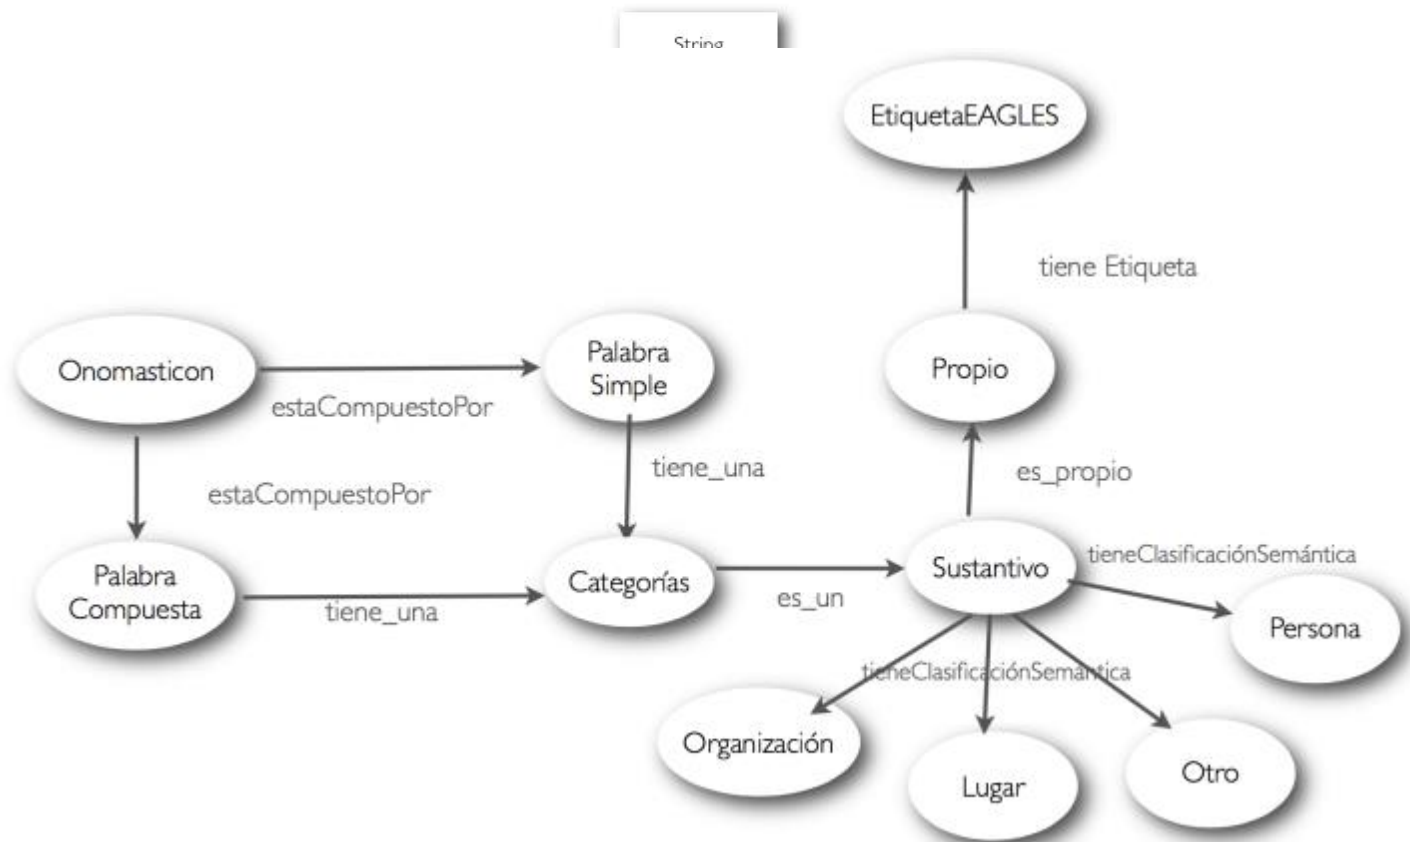 String
EtiquetaEAGLES
tiene Etiqueta
Onomasticon
Palabra
Simple
Propio
estaCompuestoPor
tiene_una
es_propio
estaCompuestoPor
Palabra
Compuesta
tiene_una
Categorías
es_un
Sustantivo
tieneClasificaciónSemántica
Persona
tieneClasificaciónSemántica
Organización
Lugar
Otro